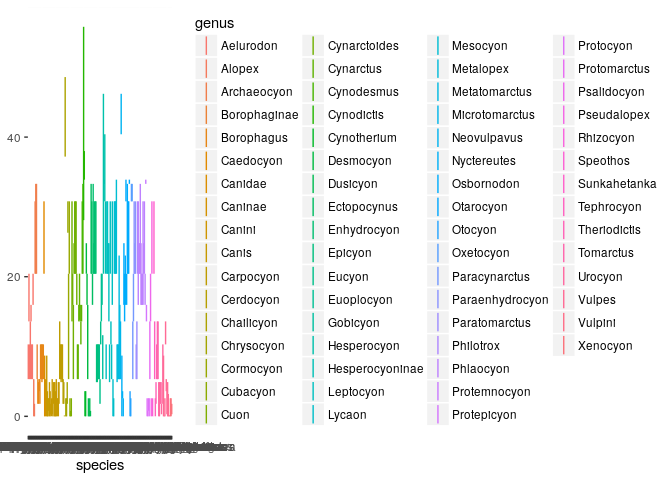 genus
Aelurodon
Alopex
Archaeocyon
Borophaginae
Borophagus
Caedocyon
Canidae
Caninae
Canini
Canis
Carpocyon
Cerdocyon
Chailicyon
Chrysocyon
Cormocyon
Cubacyon
Cuon
Cynarctoides
Cynarctus
Cynodesmus
Cynodictis
Cynotherium
Desmocyon
Dusicyon
Ectopocynus
Enhydrocyon
Epicyon
Eucyon
Euoplocyon
Gobicyon
Hesperocyon
Hesperocyoninae
Leptocyon
Lycaon
Mesocyon
Metalopex
Metatomarctus
Microtomarctus
Neovulpavus
Nyctereutes
Osbornodon
Otarocyon
Otocyon
Oxetocyon
Paracynarctus
Paraenhydrocyon
Paratomarctus
Philotrox
Phlaocyon
Protemnocyon
Protepicyon
Protocyon
Protomarctus
Psalidocyon
Pseudalopex
Rhizocyon
Speothos
Sunkahetanka
Tephrocyon
Theriodictis
Tomarctus
Urocyon
Vulpes
Vulpini
Xenocyon
40
20
0
species